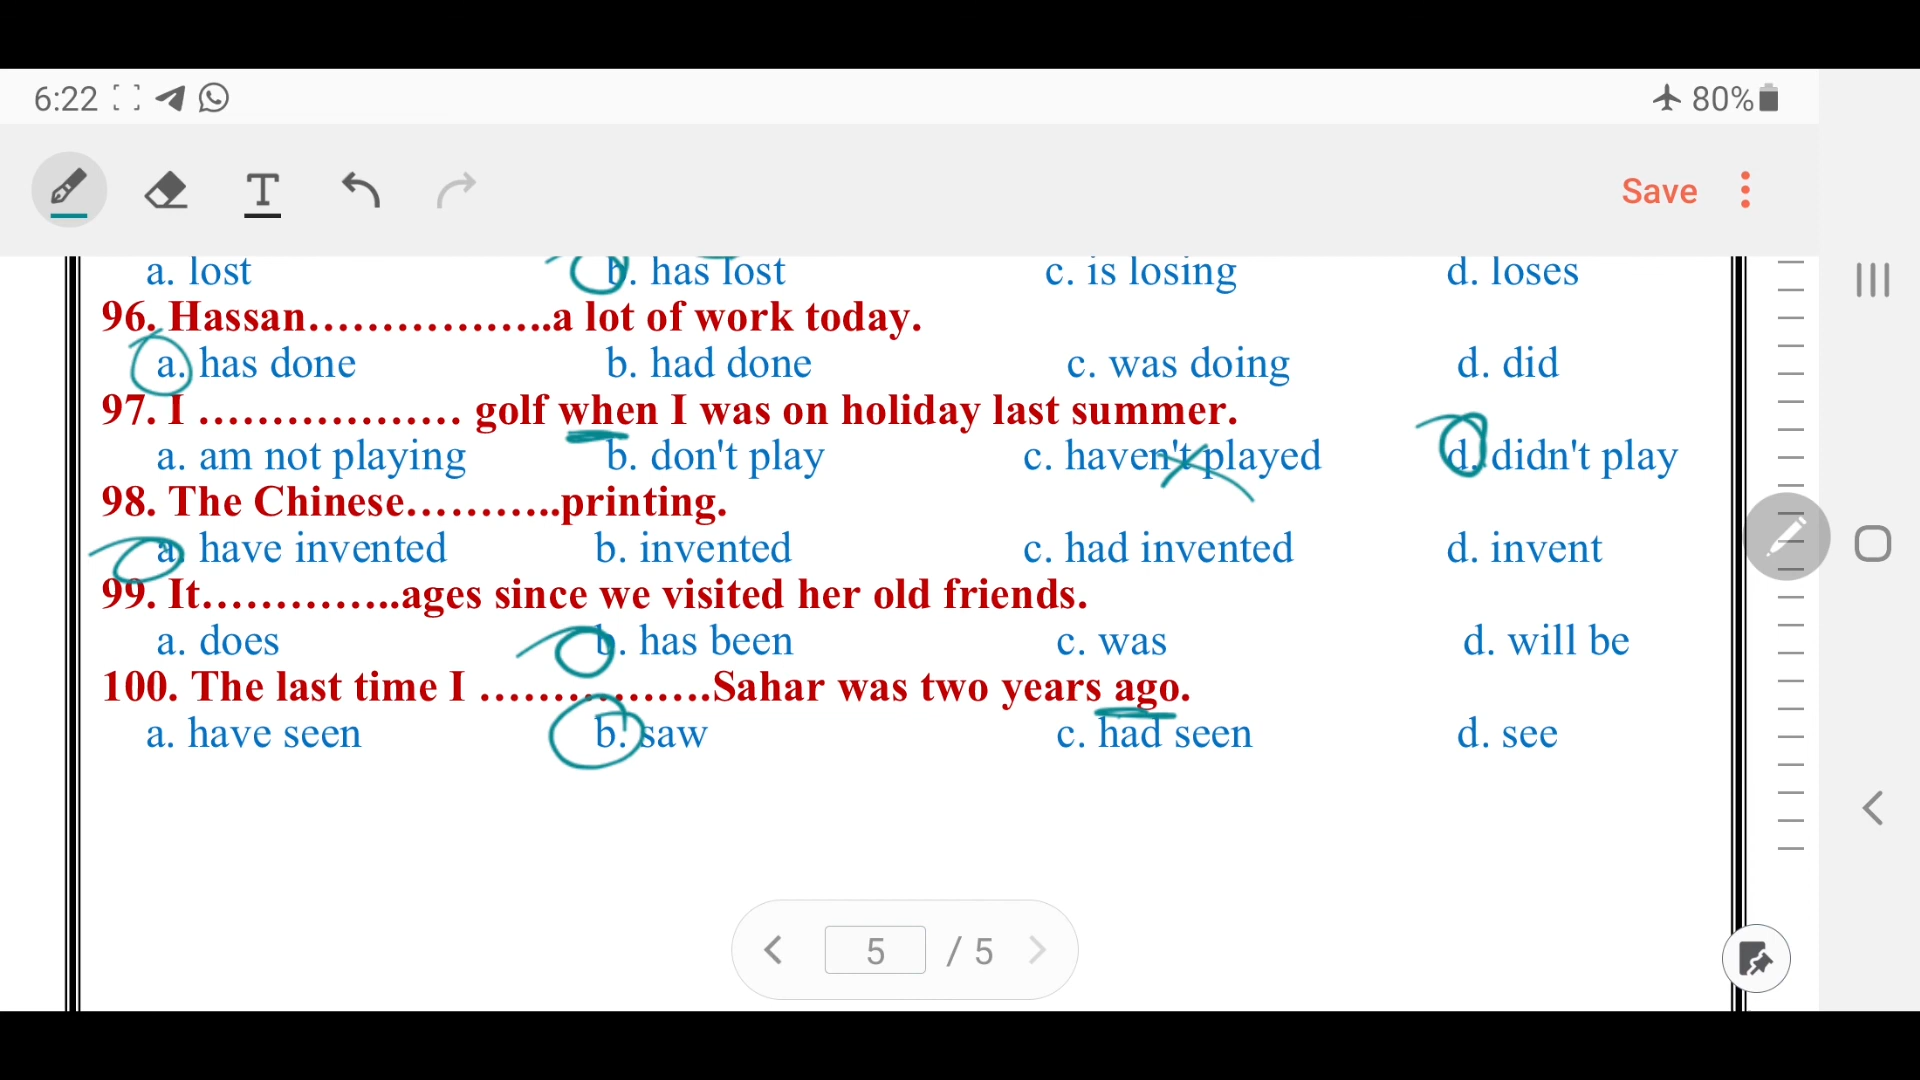 6:22
80%
T
Save
a. lost b. has lost c. is losing d. loses
96. Hassan………………..a lot of work today.
a. has done b. had done c. was doing d. did
97. I ……………… golf when I was on holiday last summer.
a. am not playing b. don't play c. haven't played d. didn't play
98. The Chinese………..printing.
a. have invented b. invented c. had invented d. invent
99. It…………..ages since we visited her old friends.
a. does b. has been c. was d. will be
100. The last time I …………….Sahar was two years ago.
a. have seen b. saw c. had seen d. see
5 / 5